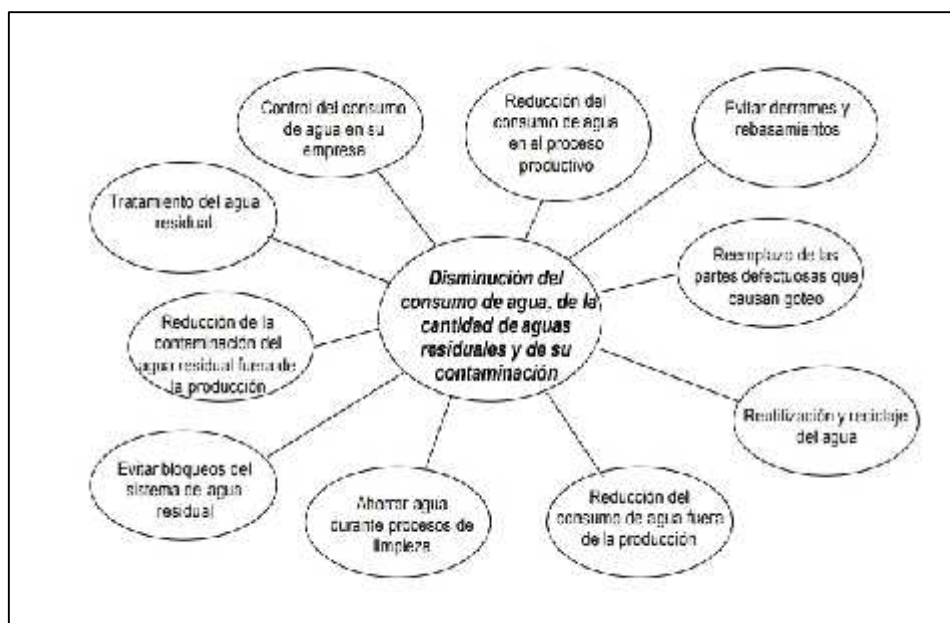 Control del consumo
de agua en su
empresa
Reducción del
consumo de agua
en el proceso
productivo
Evitar derrames y
rebasamientos
Tratamiento del agua
residual
Disminución del
consumo de agua, de la
cantidad de aguas
residuales y de su
contaminación
Reemplazo de las
partes defectuosas que
causan goteo
Reducción de la
contaminación del
agua residual fuera de
la producción
Reutilización y reciclaje
del agua
Evitar bloqueos del
sistema de agua
residual
Ahorrar agua
durante procesos de
limpieza
Reducción del
consumo de agua fuera
de la producción